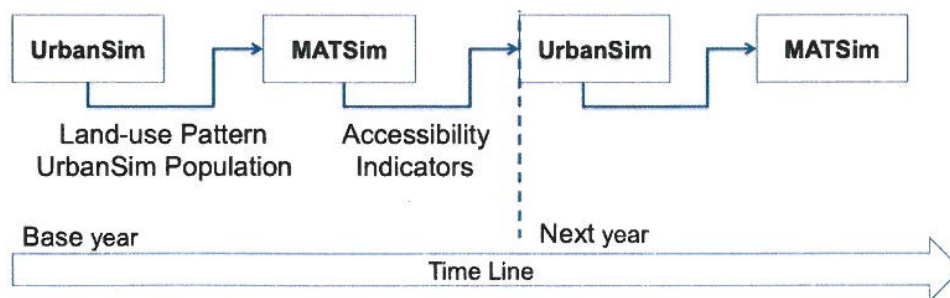 UrbanSim
MATSim
UrbanSim
MATSim
Land-use Pattern
UrbanSim Population
Accessibility
Indicators
Base year
Next year
Time Line